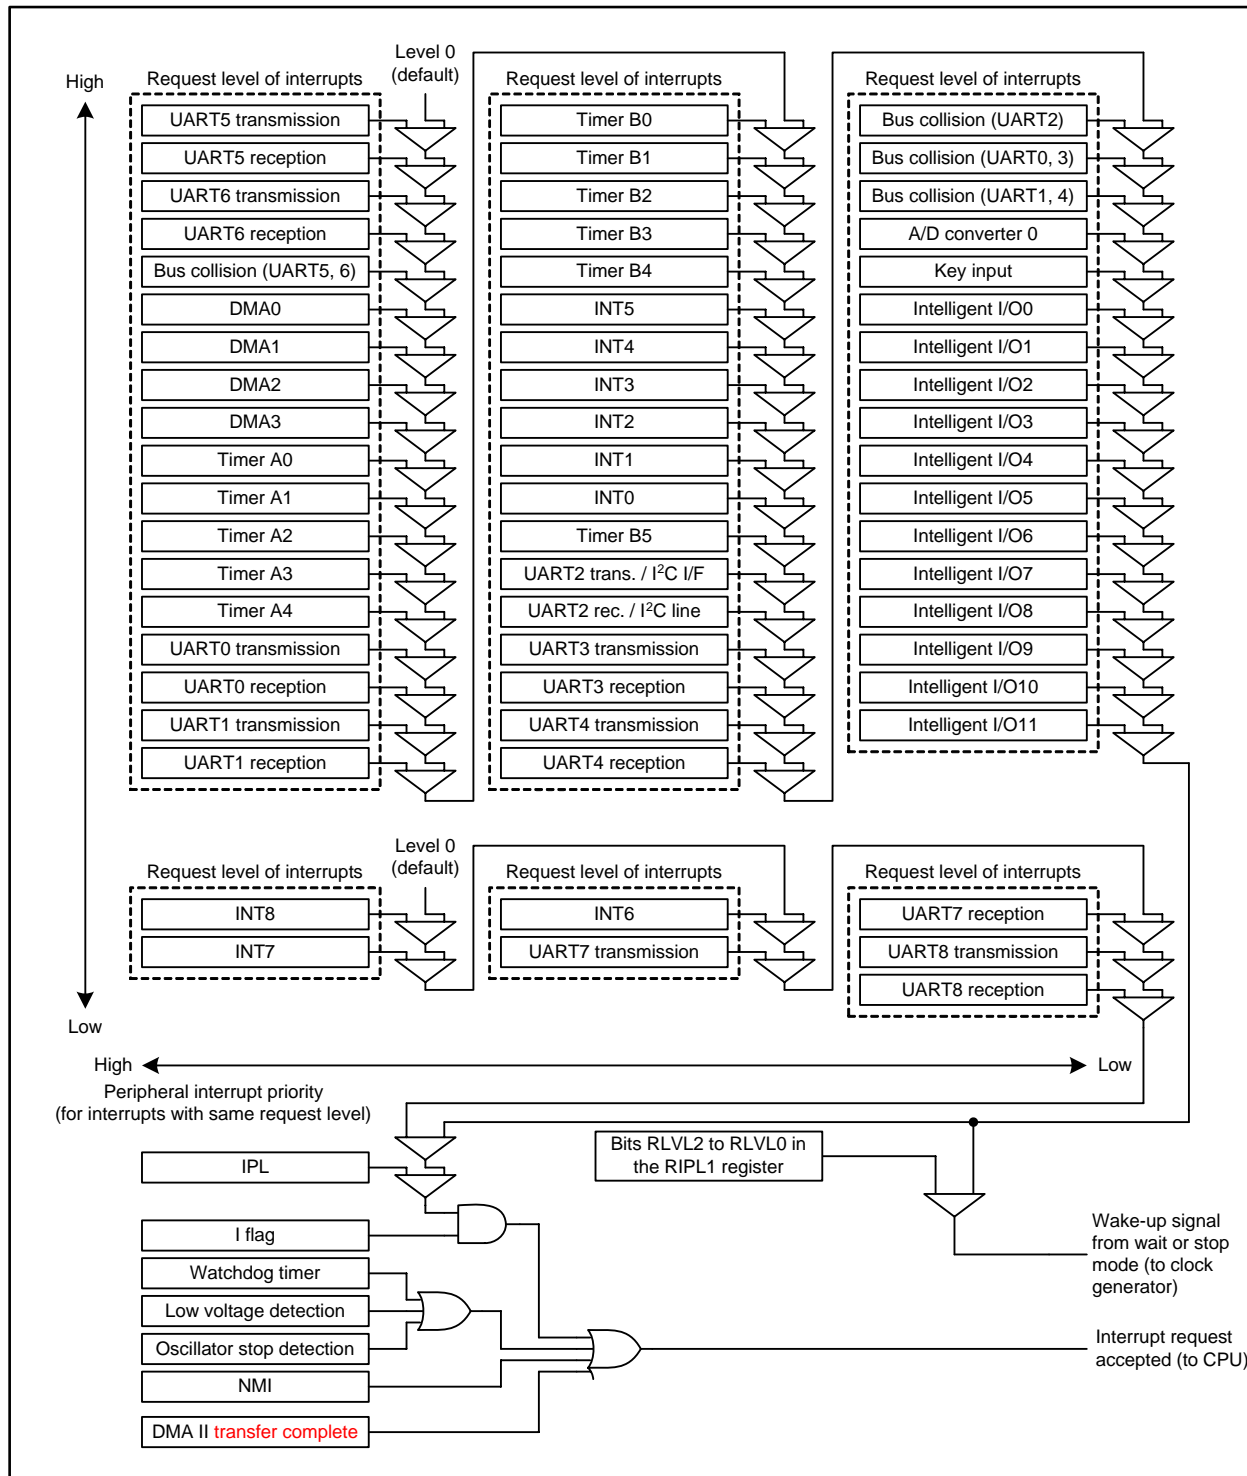 High
Level 0
(default)
Request level of interrupts
UART5 transmission
UART5 reception
UART6 transmission
UART6 reception
Bus collision (UART5, 6)
DMA0
DMA1
DMA2
DMA3
Timer A0
Timer A1
Timer A2
Timer A3
Timer A4
UART0 transmission
UART0 reception
UART1 transmission
UART1 reception
Request level of interrupts
Timer B0
Timer B1
Timer B2
Timer B3
Timer B4
INT5
INT4
INT3
INT2
INT1
INT0
Timer B5
UART2 trans. / I²C I/F
UART2 rec. / I²C line
UART3 transmission
UART3 reception
UART4 transmission
UART4 reception
Request level of interrupts
Bus collision (UART2)
Bus collision (UART0, 3)
Bus collision (UART1, 4)
A/D converter 0
Key input
Intelligent I/O0
Intelligent I/O1
Intelligent I/O2
Intelligent I/O3
Intelligent I/O4
Intelligent I/O5
Intelligent I/O6
Intelligent I/O7
Intelligent I/O8
Intelligent I/O9
Intelligent I/O10
Intelligent I/O11
Level 0
(default)
Request level of interrupts
INT8
INT7
Request level of interrupts
INT6
UART7 transmission
Request level of interrupts
UART7 reception
UART8 transmission
UART8 reception
Low
High
Low
Peripheral interrupt priority
(for interrupts with same request level)
IPL
Bits RLVL2 to RLVL0 in
the RIPL1 register
I flag
Watchdog timer
Low voltage detection
Oscillator stop detection
NMI
DMA II transfer complete
Wake-up signal
from wait or stop
mode (to clock
generator)
Interrupt request
accepted (to CPU)